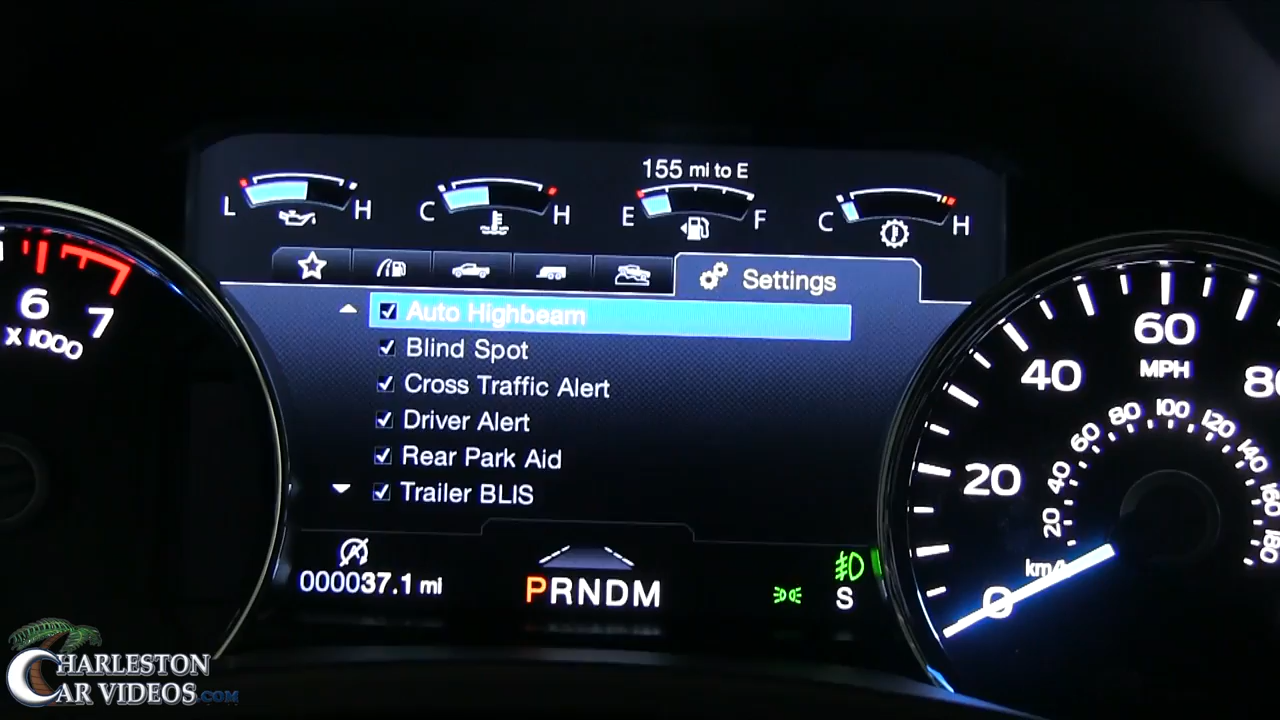 155 mi to E
L H
C H
E F
C H
Settings
Auto Highbeam
Blind Spot
Cross Traffic Alert
Driver Alert
Rear Park Aid
Trailer BLIS
000037.1 mi
PRNDM
S
6
7
x 1000
0
20
40
60
80
MPH
20
40
60
80
100
120
140
160
180
km/h
CHARLESTON
CAR VIDEOS.COM